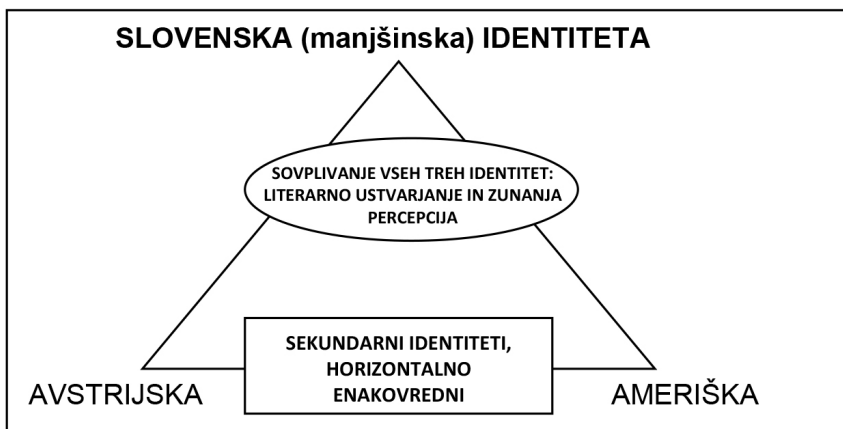 SLOVENSKA (manjšinska) IDENTITETA
SOVPLIVANJE VSEH TREH IDENTITET:
LITERARNO USTVARJANJE IN ZUNANJA
PERCEPCIJA
SEKUNDARNI IDENTITETI,
HORIZONTALNO
ENAKOVREDNI
AVSTRIJSKA
AMERIŠKA